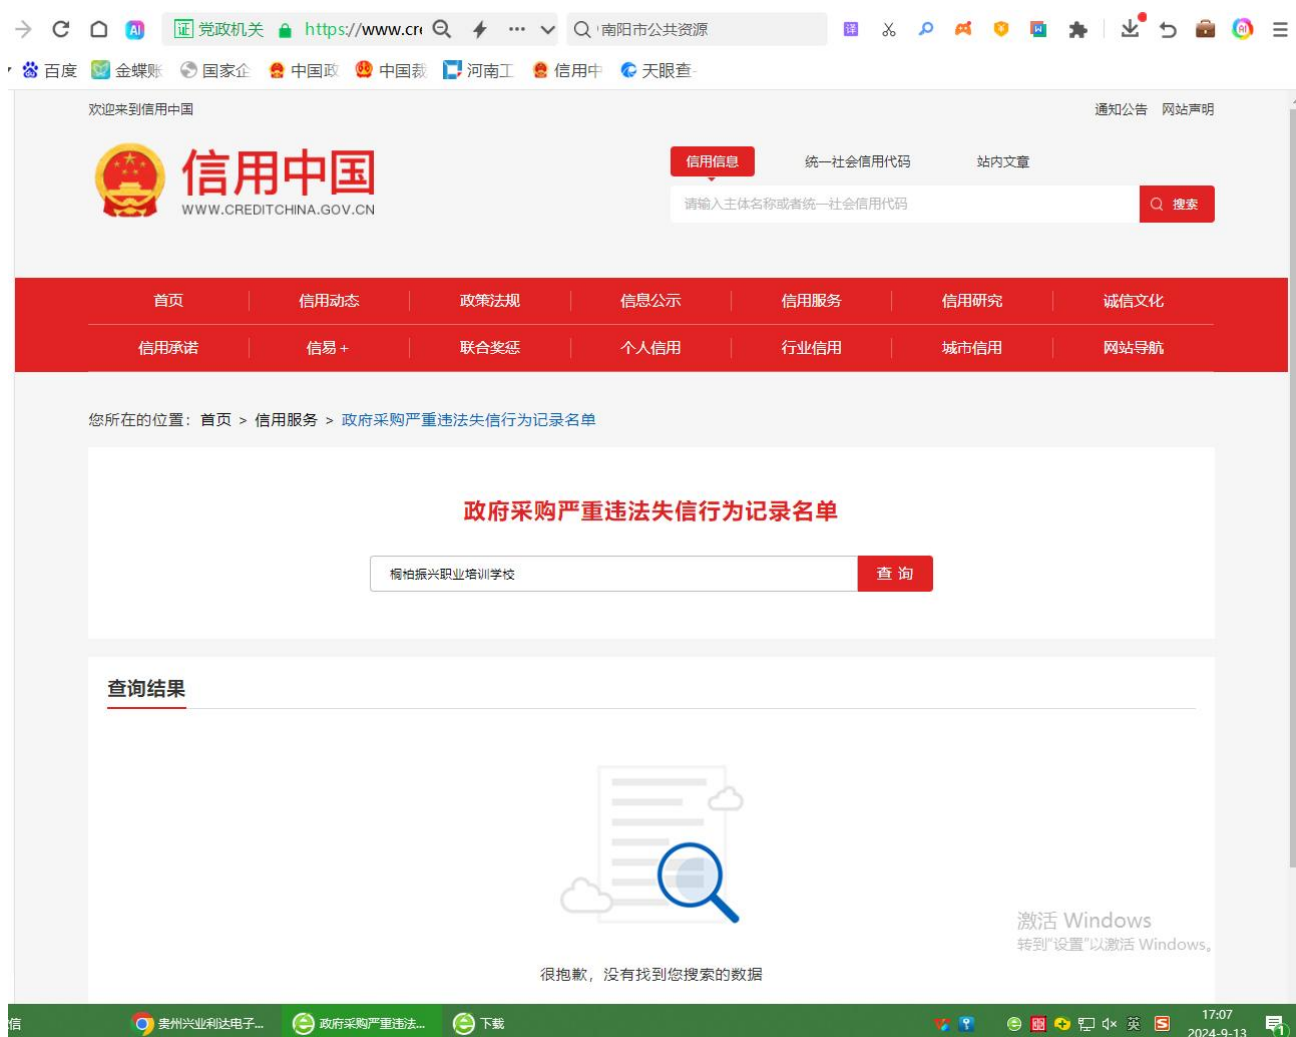 证 党政机关 https://www.cre ··· 南阳市公共资源
百度 金蝶账 国家企 中国政 中国裁 河南工 信用中 天眼查-
欢迎来到信用中国 通知公告 网站声明
信用中国
WWW.CREDITCHINA.GOV.CN
信用信息 统一社会信用代码 站内文章
请输入主体名称或者统一社会信用代码 搜索
首页 信用动态 政策法规 信息公示 信用服务 信用研究 诚信文化
信用承诺 信易+ 联合奖惩 个人信用 行业信用 城市信用 网站导航
您所在的位置：首页 > 信用服务 > 政府采购严重违法失信行为记录名单
政府采购严重违法失信行为记录名单
桐柏振兴职业培训学校 查询
查询结果
很抱歉，没有找到您搜索的数据
激活 Windows
转到"设置"以激活 Windows。
信 贵州兴业利达电子... 政府采购严重违法... 下载 英 17:07
2024-9-13